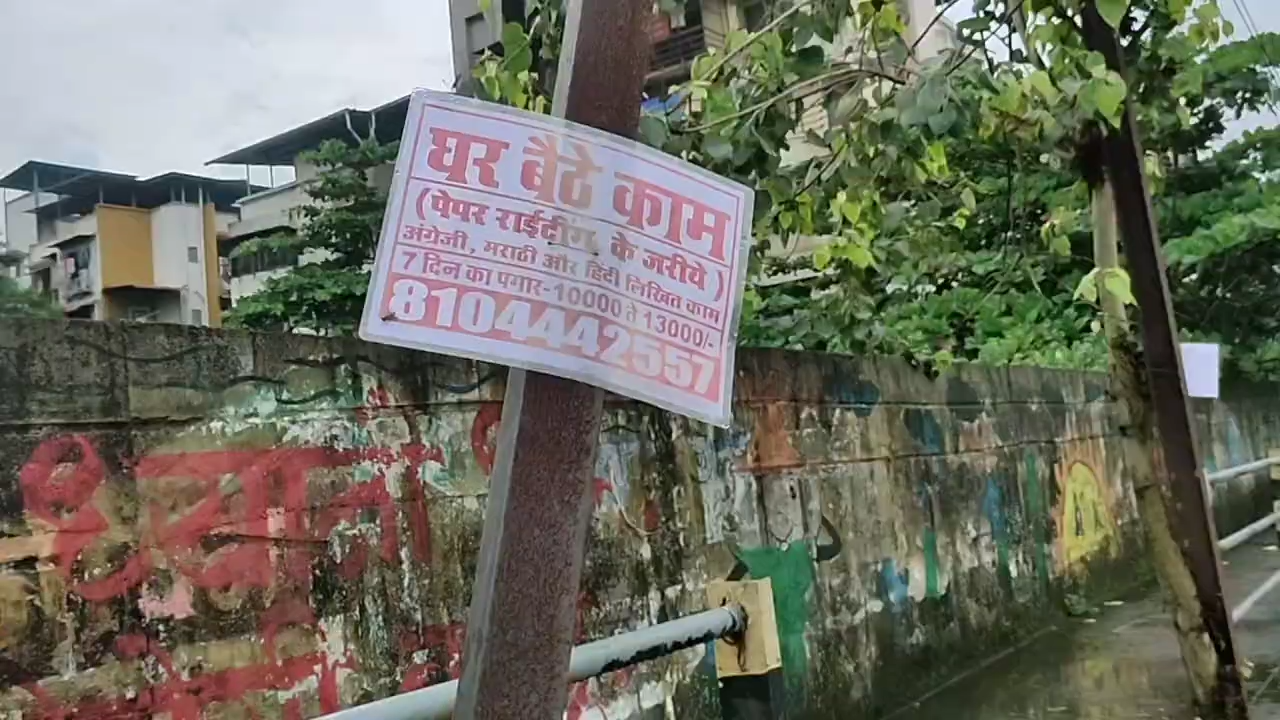 घर बैठे काम
(पेपर राईटींग के जरीये)
अंग्रेजी, मराठी और हिंदी लिखित काम
7 दिन का पगार-10000 ते 13000/-
8104442557